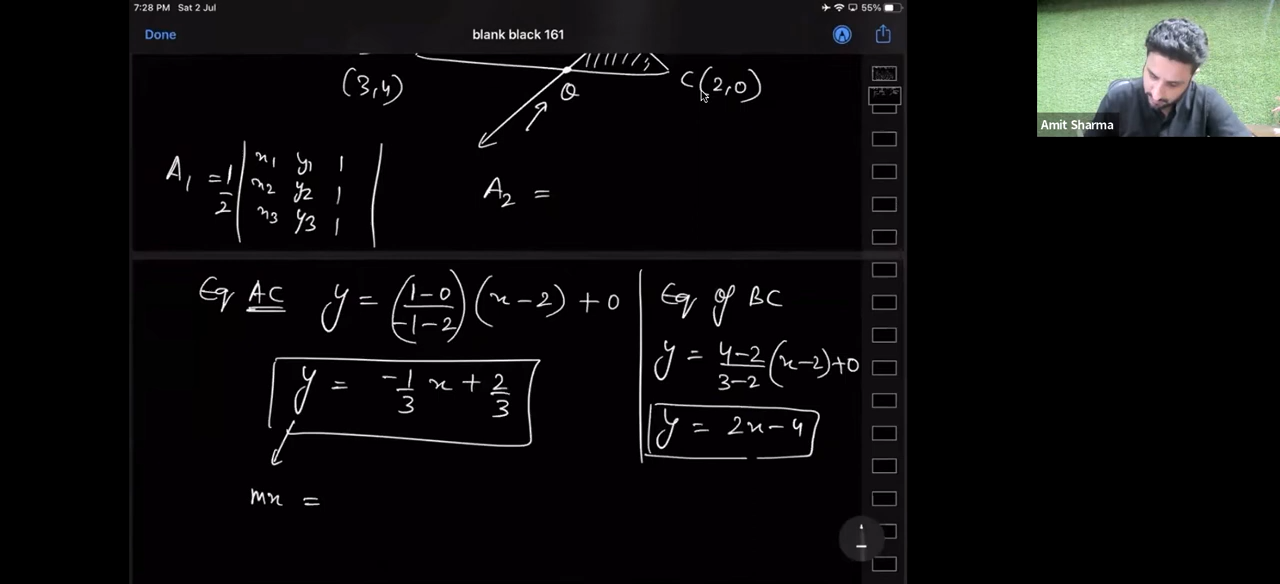 7:28 PM Sat 2 Jul
55%
Done
blank black 161
(3,4)
Q
C(2,0)
A₁ = 1/2 | x₁ y₁ 1
x₂ y₂ 1
x₃ y₃ 1 |
A₂ =
Eq AC y = (1-0/-1-2)(x-2)+0
y = -1/3 x + 2/3
mx =
Eq of BC
y = 4-2/3-2 (x-2)+0
y = 2x-4
Amit Sharma